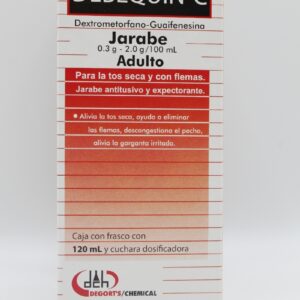 Dextrometorfano-Guaifenesina
Jarabe
0.3 g - 2.0 g/100 mL
Adulto
Para la tos seca y con flemas.
Jarabe antitusivo y expectorante.
• Alivia la tos seca, ayuda a eliminar
las flemas, descongestiona el pecho,
alivia la garganta irritada.
Caja con frasco con
120 mL y cuchara dosificadora
deh
DEGORT'S/CHEMICAL